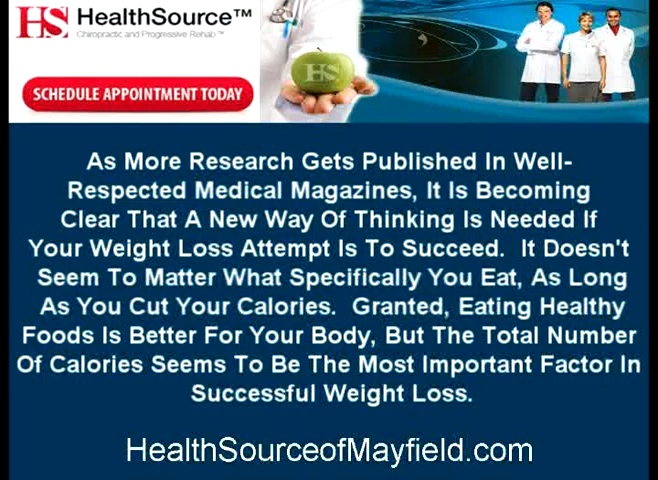 HS HealthSource™
Chiropractic and Progressive Rehab™
SCHEDULE APPOINTMENT TODAY
HS
As More Research Gets Published In Well-
Respected Medical Magazines, It Is Becoming
Clear That A New Way Of Thinking Is Needed If
Your Weight Loss Attempt Is To Succeed. It Doesn't
Seem To Matter What Specifically You Eat, As Long
As You Cut Your Calories. Granted, Eating Healthy
Foods Is Better For Your Body, But The Total Number
Of Calories Seems To Be The Most Important Factor In
Successful Weight Loss.
HealthSourceofMayfield.com